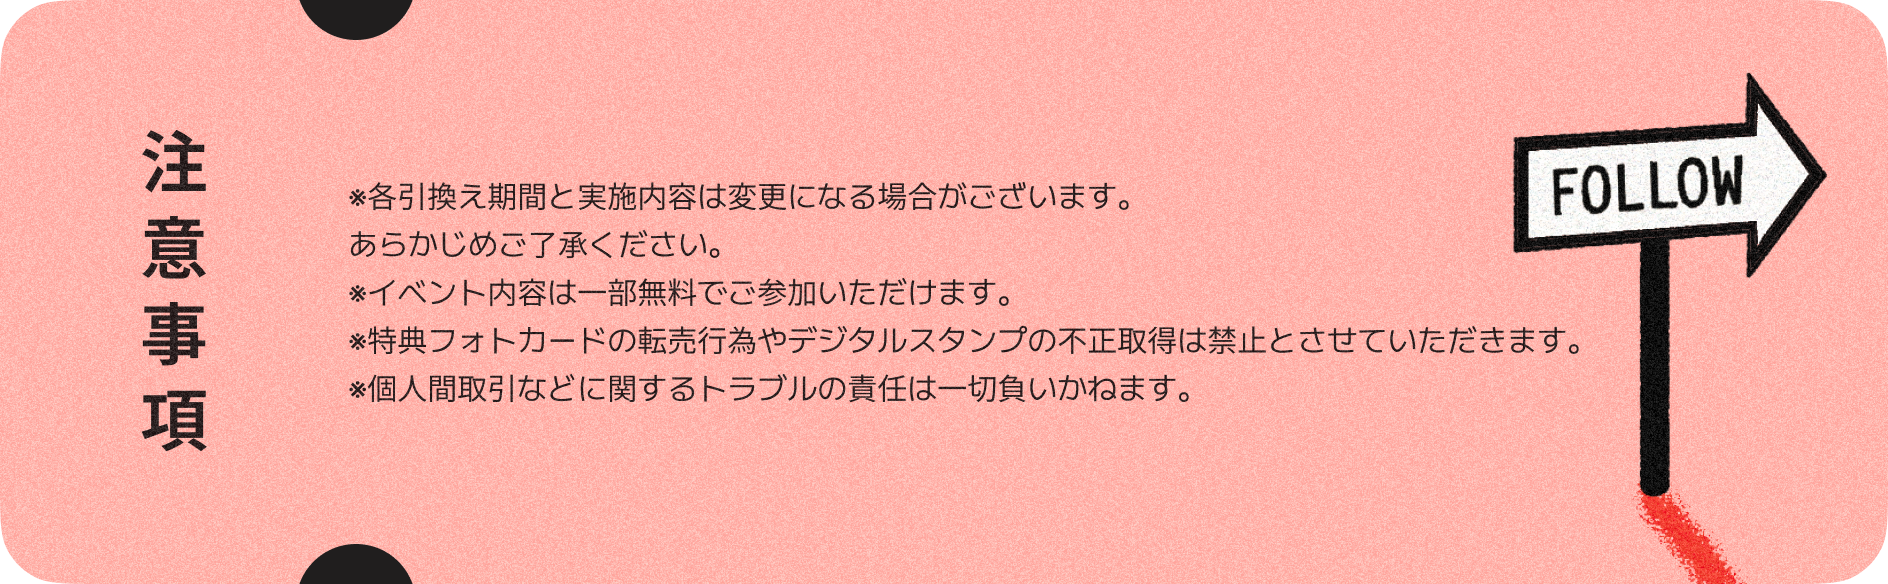 注意事項
※各引換え期間と実施内容は変更になる場合がございます。
あらかじめご了承ください。
※イベント内容は一部無料でご参加いただけます。
※特典フォトカードの転売行為やデジタルスタンプの不正取得は禁止とさせていただきます。
※個人間取引などに関するトラブルの責任は一切負いかねます。
FOLLOW